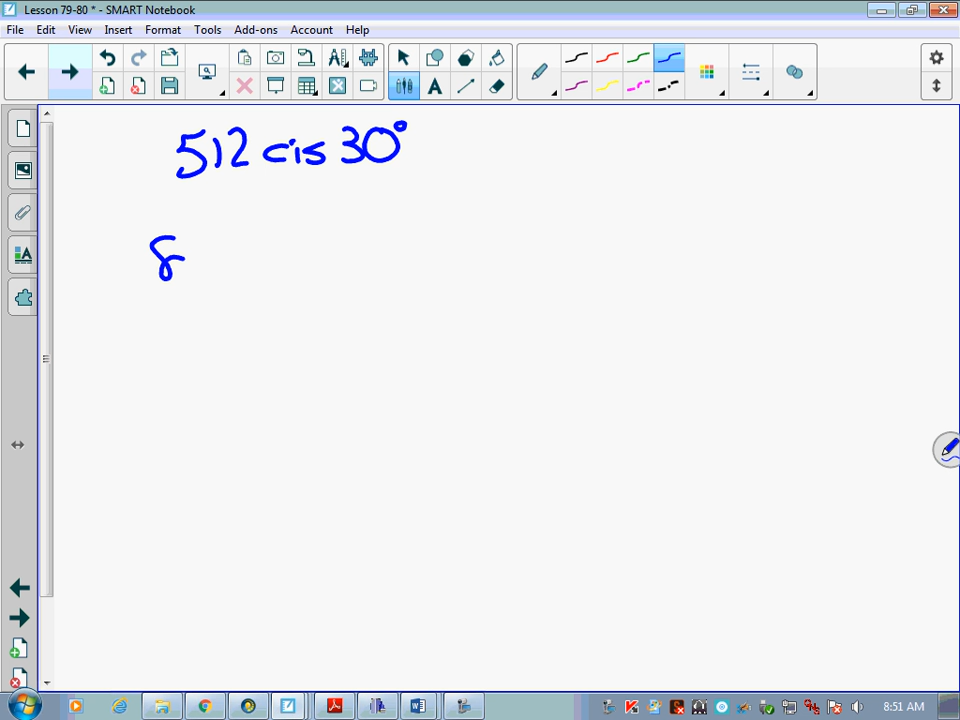 Lesson 79-80 * - SMART Notebook
File Edit View Insert Format Tools Add-ons Account Help
512 cis 30°
8
8:51 AM